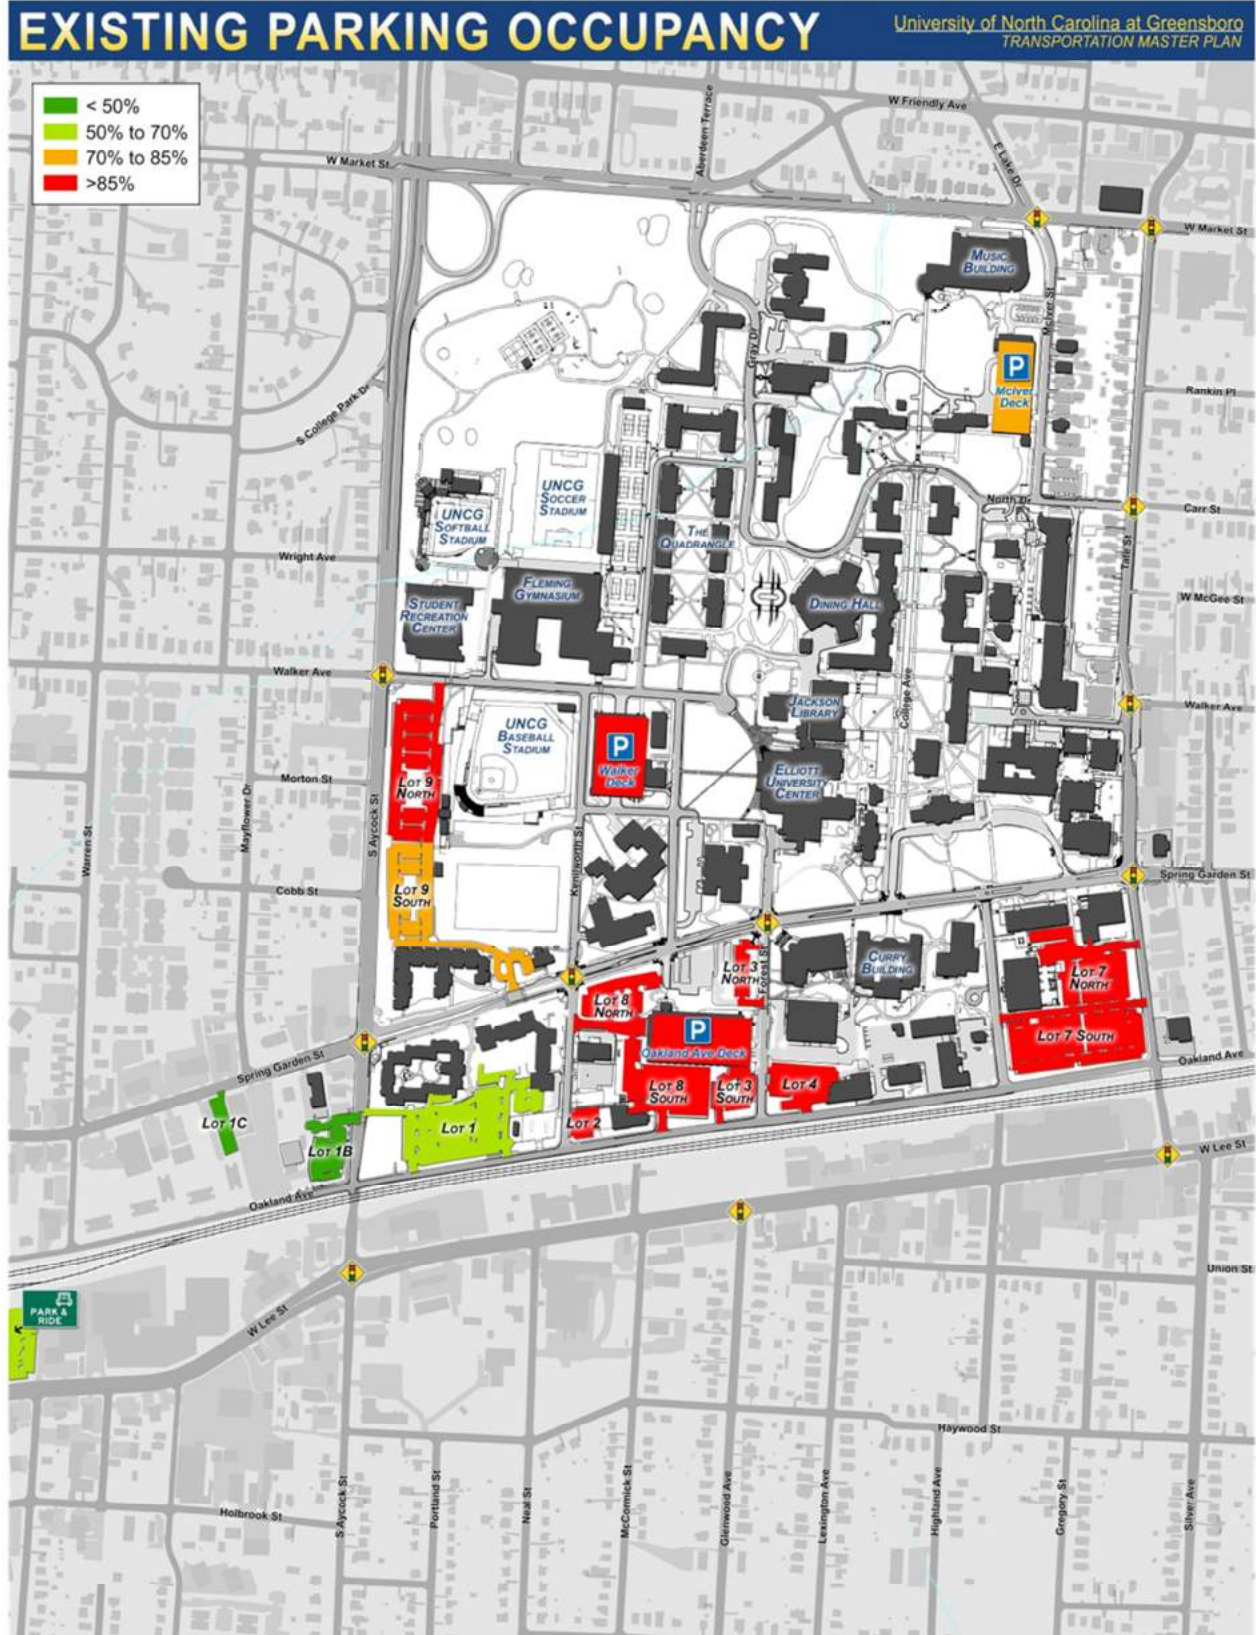 EXISTING PARKING OCCUPANCY
University of North Carolina at Greensboro
TRANSPORTATION MASTER PLAN
< 50%
50% to 70%
70% to 85%
>85%
W Friendly Ave
Aberdeen Terrace
E Lake Dr
W Market St
W Market St
MUSIC
BUILDING
McIver St
Gray Dr
P
McIver
Deck
Rankin Pl
S College Park Dr
UNCG
SOCCER
STADIUM
UNCG
SOFTBALL
STADIUM
North Dr
Carr St
THE
QUADRANGLE
Tate St
Wright Ave
FLEMING
GYMNASIUM
STUDENT
RECREATION
CENTER
DINING HALL
W McGee St
Walker Ave
College Ave
JACKSON
LIBRARY
Walker Ave
UNCG
BASEBALL
STADIUM
P
Walker
Deck
Morton St
LOT 9
NORTH
ELLIOTT
UNIVERSITY
CENTER
Mayflower Dr
S Aycock St
Warren St
Kenilworth St
Cobb St
LOT 9
SOUTH
Spring Garden St
CURRY
BUILDING
LOT 3
NORTH
Forest St
LOT 7
NORTH
LOT 8
NORTH
P
Oakland Ave Deck
LOT 7 SOUTH
Spring Garden St
Oakland Ave
LOT 8
SOUTH
LOT 3
SOUTH
LOT 4
LOT 1C
LOT 1
LOT 2
LOT 1B
W Lee St
Oakland Ave
Union St
PARK &
RIDE
W Lee St
Haywood St
Holbrook St
S Aycock St
Portland St
Neal St
McCormick St
Glenwood Ave
Lexington Ave
Highland Ave
Gregory St
Silver Ave